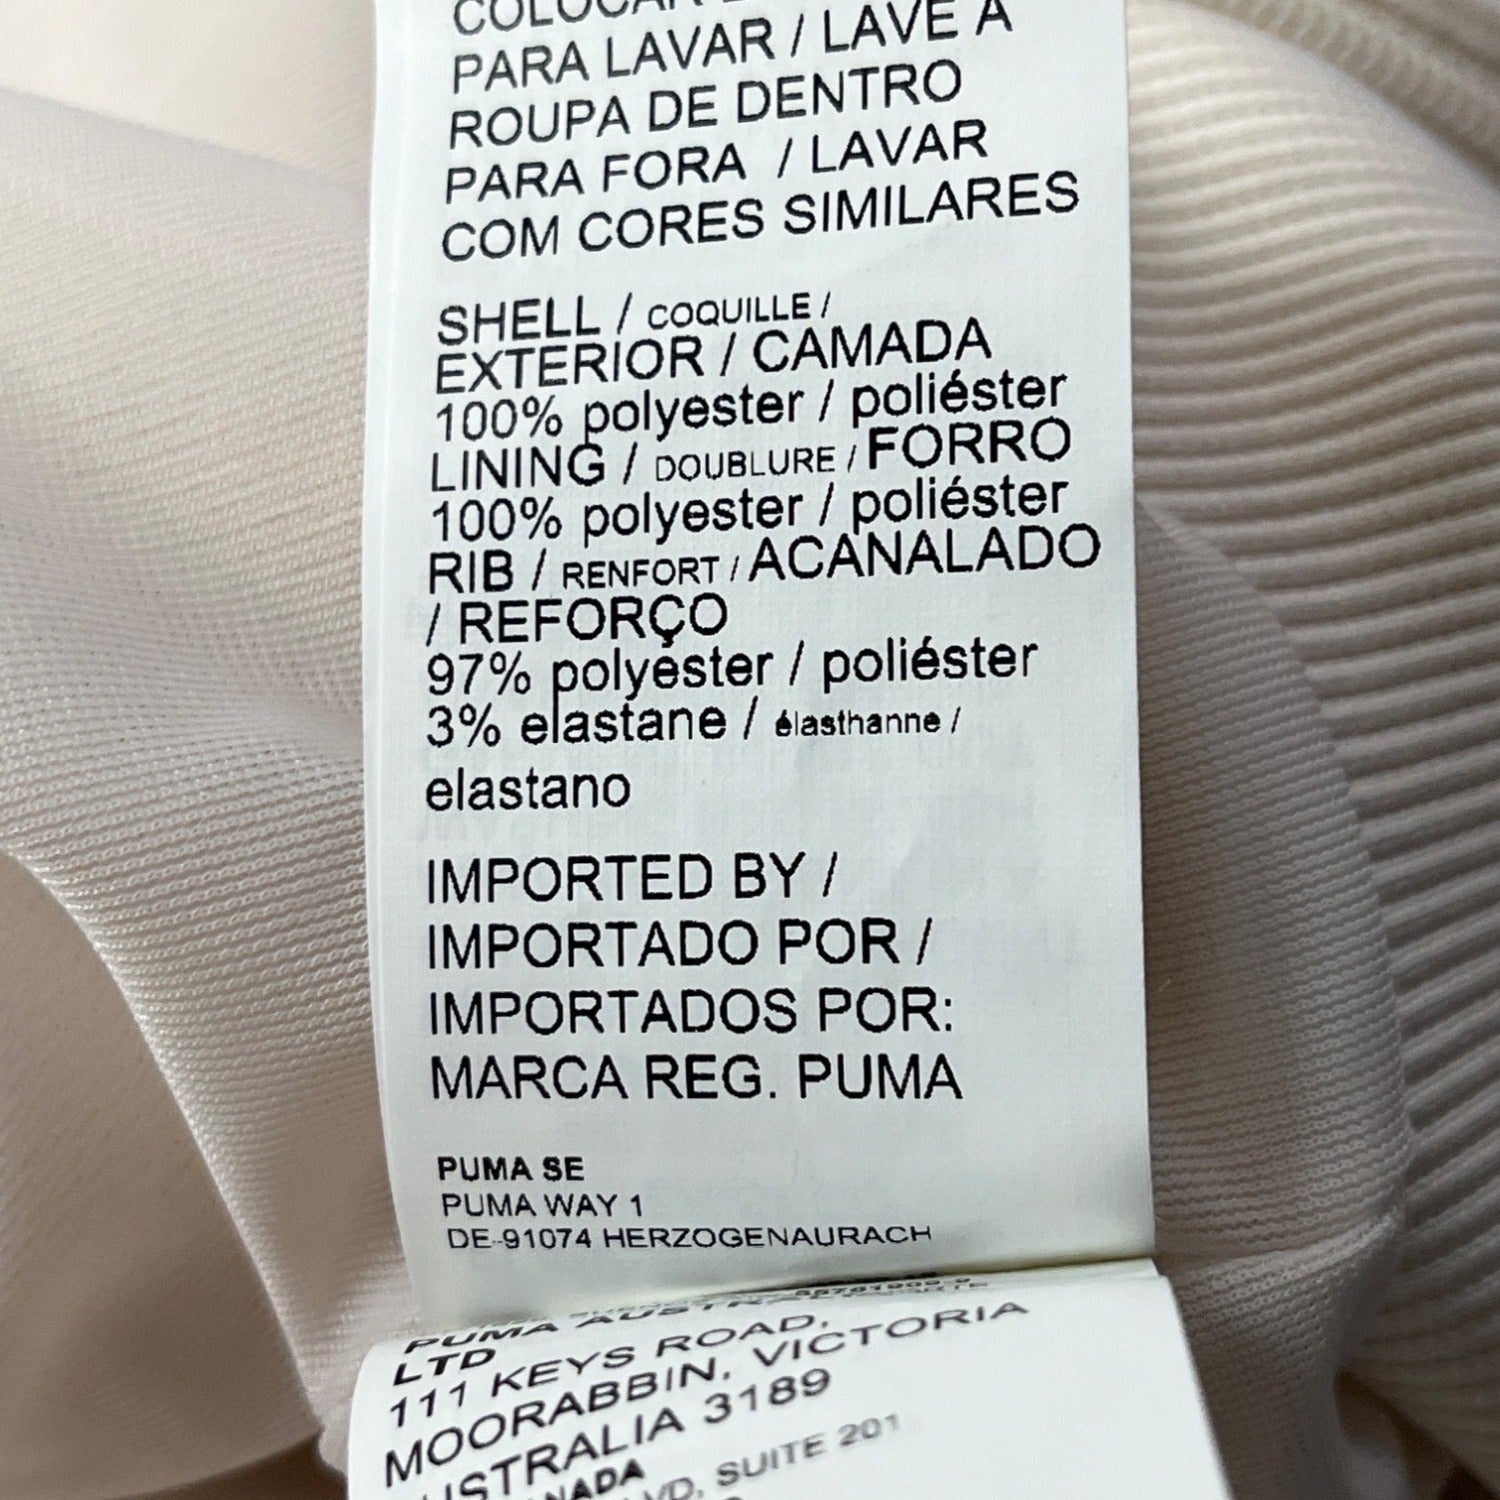 PARA LAVAR / LAVE A
ROUPA DE DENTRO
PARA FORA / LAVAR
COM CORES SIMILARES
SHELL / COQUILLE /
EXTERIOR / CAMADA
100% polyester / poliéster
LINING / DOUBLURE / FORRO
100% polyester / poliéster
RIB / RENFORT / ACANALADO
/ REFORÇO
97% polyester / poliéster
3% elastane / élasthanne /
elastano
IMPORTED BY /
IMPORTADO POR /
IMPORTADOS POR:
MARCA REG. PUMA
PUMA SE
PUMA WAY 1
DE-91074 HERZOGENAURACH
PUMA
LTD
111 KEYS ROAD,
MOORABBIN, VICTORIA
AUSTRALIA 3189
SUITE 201